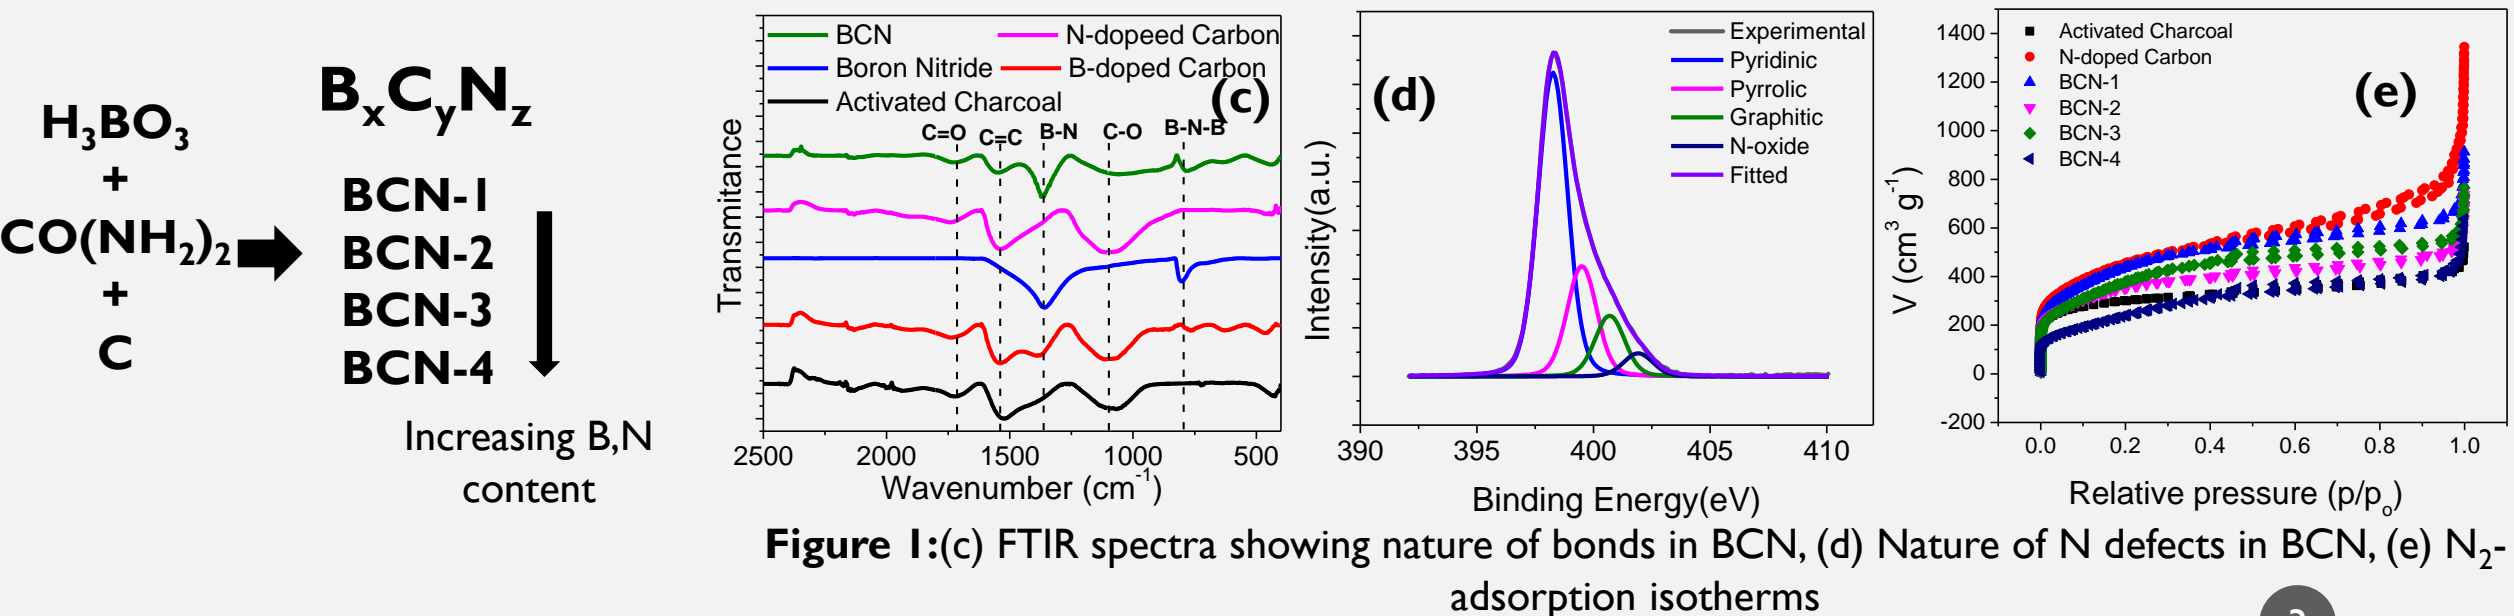 H₃BO₃
+
CO(NH₂)₂
+
C
BₓCᵧN_z
BCN-1
BCN-2
BCN-3
BCN-4
Increasing B,N
content
BCN
N-dopeed Carbon
Boron Nitride
B-doped Carbon
Activated Charcoal
(c)
C=O
C=C
B-N
C-O
B-N-B
Transmitance
2500
2000
1500
1000
500
Wavenumber (cm⁻¹)
(d)
Experimental
Pyridinic
Pyrrolic
Graphitic
N-oxide
Fitted
Intensity(a.u.)
390
395
400
405
410
Binding Energy(eV)
Activated Charcoal
N-doped Carbon
BCN-1
BCN-2
BCN-3
BCN-4
(e)
V (cm³ g⁻¹)
1400
1200
1000
800
600
400
200
0
-200
0.0
0.2
0.4
0.6
0.8
1.0
Relative pressure (p/pₒ)
Figure 1:(c) FTIR spectra showing nature of bonds in BCN, (d) Nature of N defects in BCN, (e) N₂-
adsorption isotherms